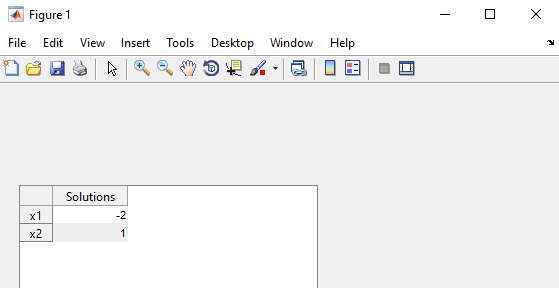 Figure 1
File Edit View Insert Tools Desktop Window Help
Solutions
x1 -2
x2 1